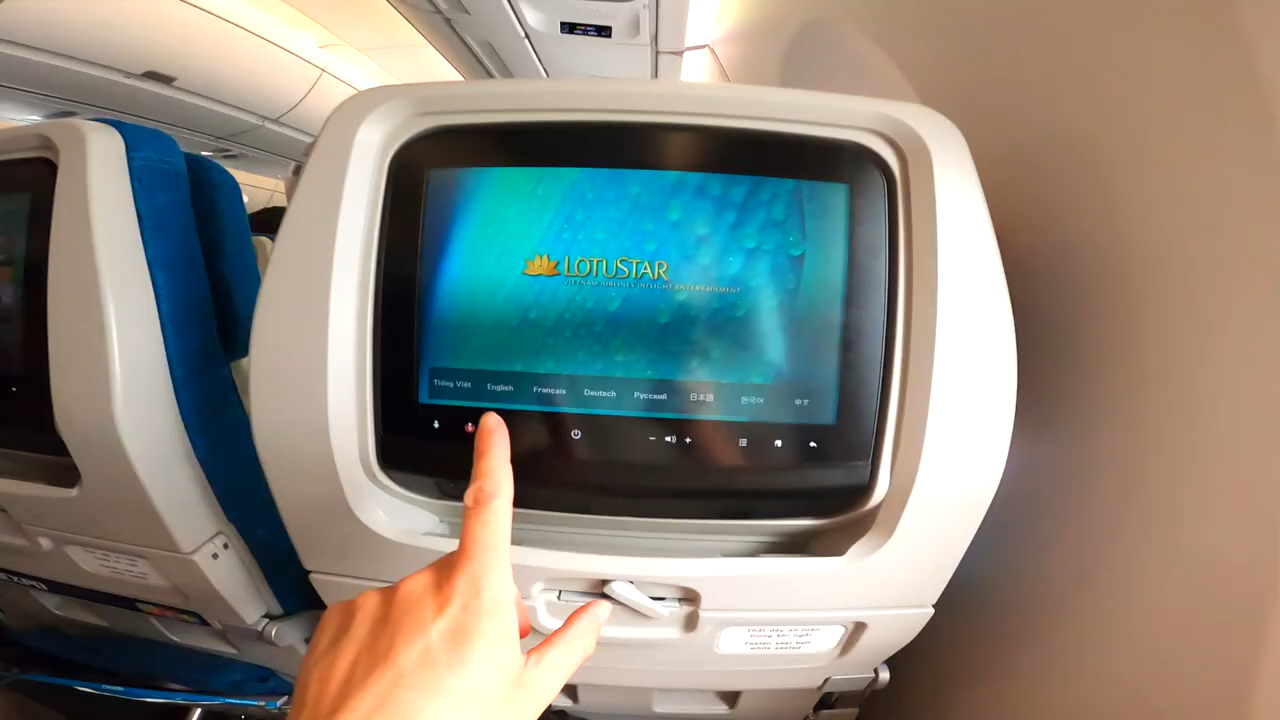 LOTUSTAR
VIETNAM AIRLINES INFLIGHT ENTERTAINMENT
Tiếng Việt English Français Deutsch Русский 日本語 한국어 中文
Thắt dây an toàn
trong khi ngồi
Fasten seat belt
while seated